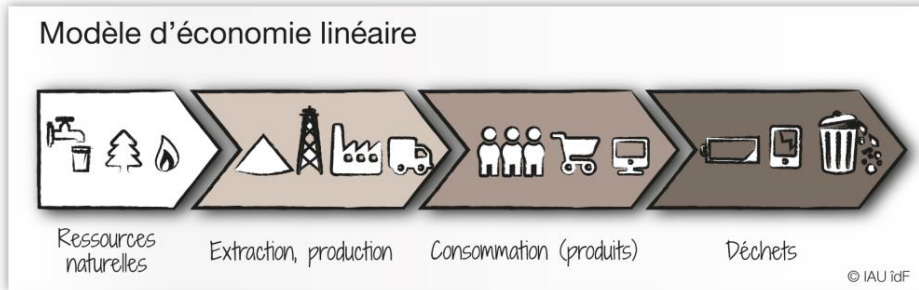 Modèle d'économie linéaire
Ressources
naturelles
Extraction, production
Consommation (produits)
Déchets
© IAU îdF